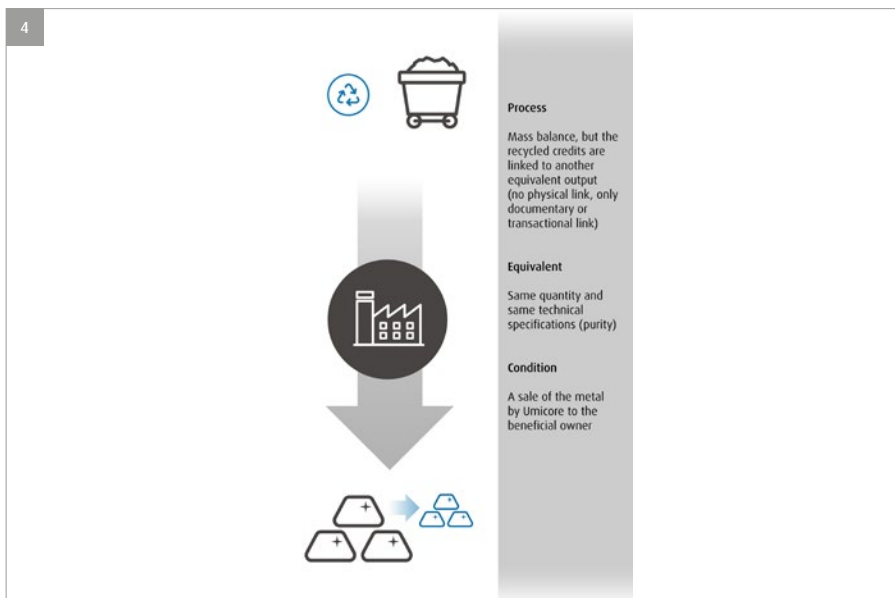 4
Process
Mass balance, but the
recycled credits are
linked to another
equivalent output
(no physical link, only
documentary or
transactional link)
Equivalent
Same quantity and
same technical
specifications (purity)
Condition
A sale of the metal
by Umicore to the
beneficial owner